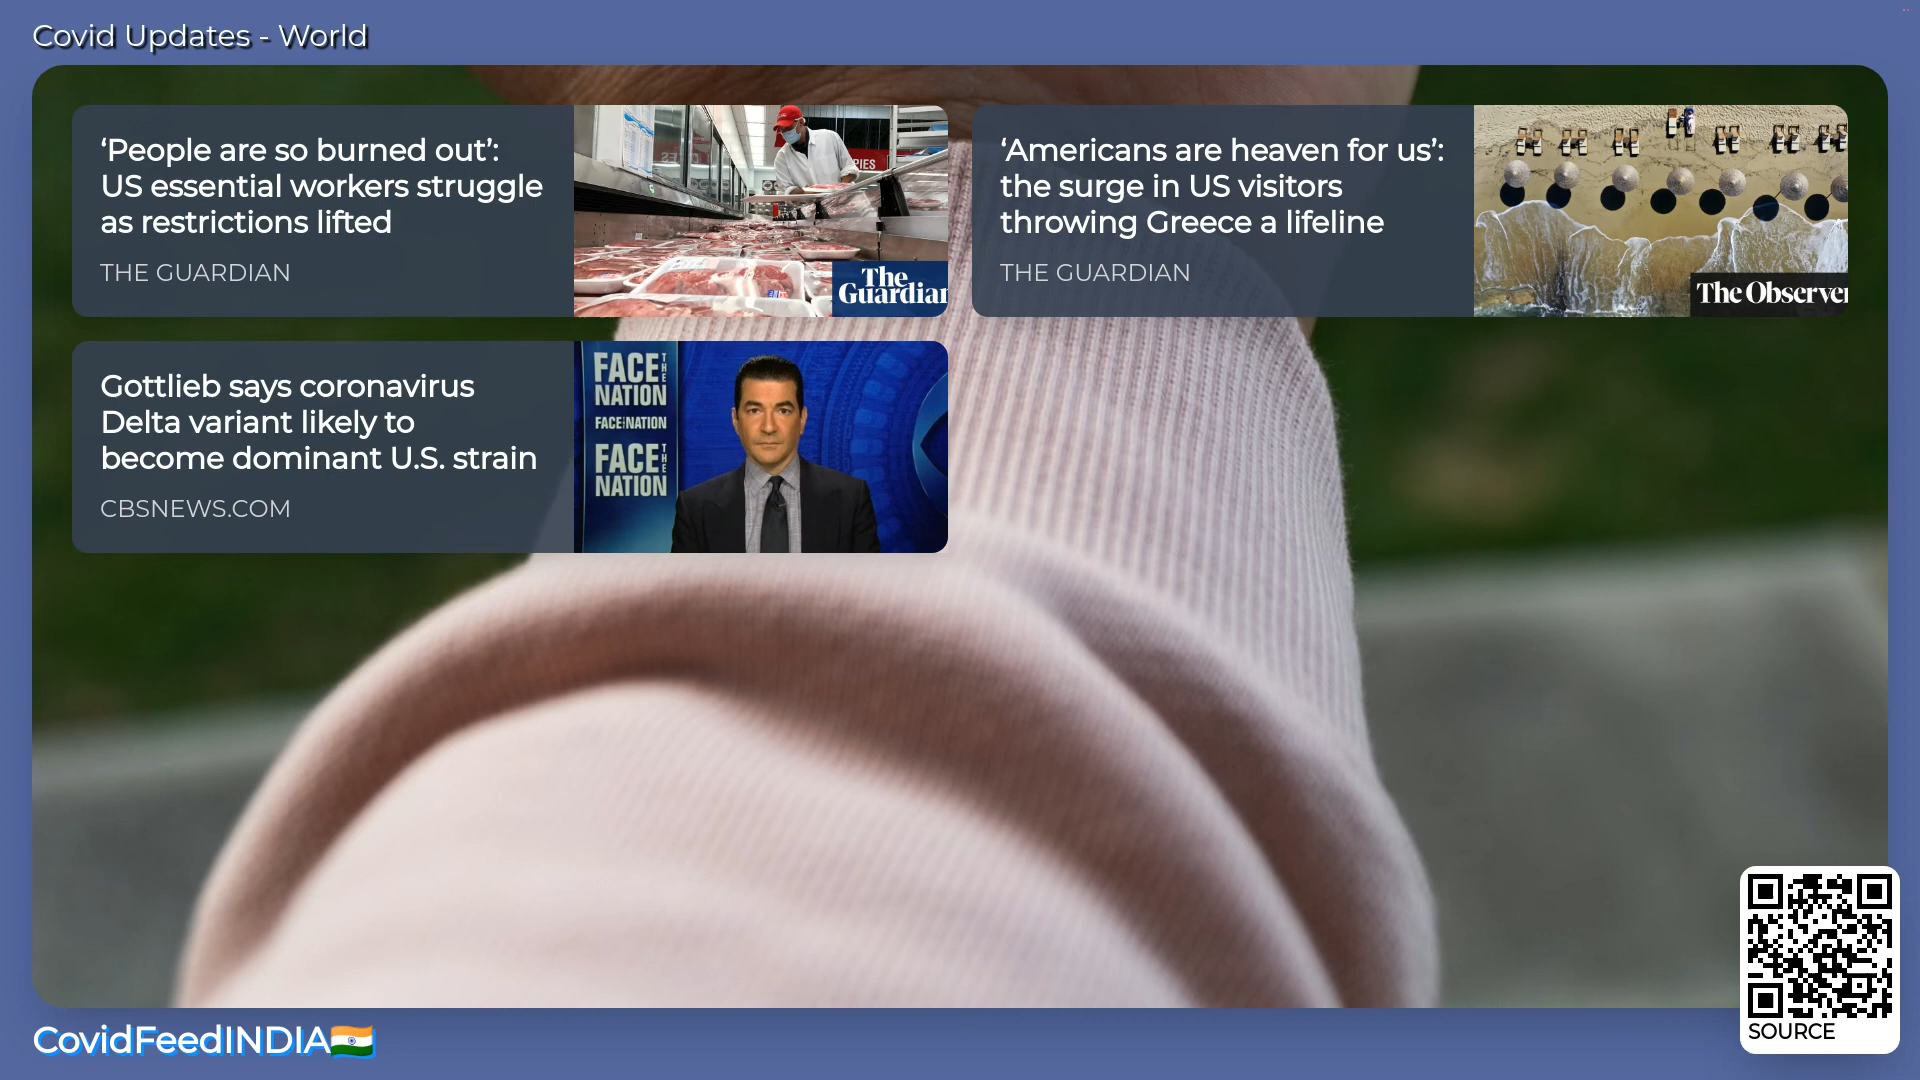 Covid Updates - World
‘People are so burned out’:
US essential workers struggle
as restrictions lifted
THE GUARDIAN
PIES
The
Guardian
‘Americans are heaven for us’:
the surge in US visitors
throwing Greece a lifeline
THE GUARDIAN
The Observer
Gottlieb says coronavirus
Delta variant likely to
become dominant U.S. strain
CBSNEWS.COM
FACE THE
NATION
FACE THE NATION
FACE THE
NATION
SOURCE
CovidFeedINDIA🇮🇳